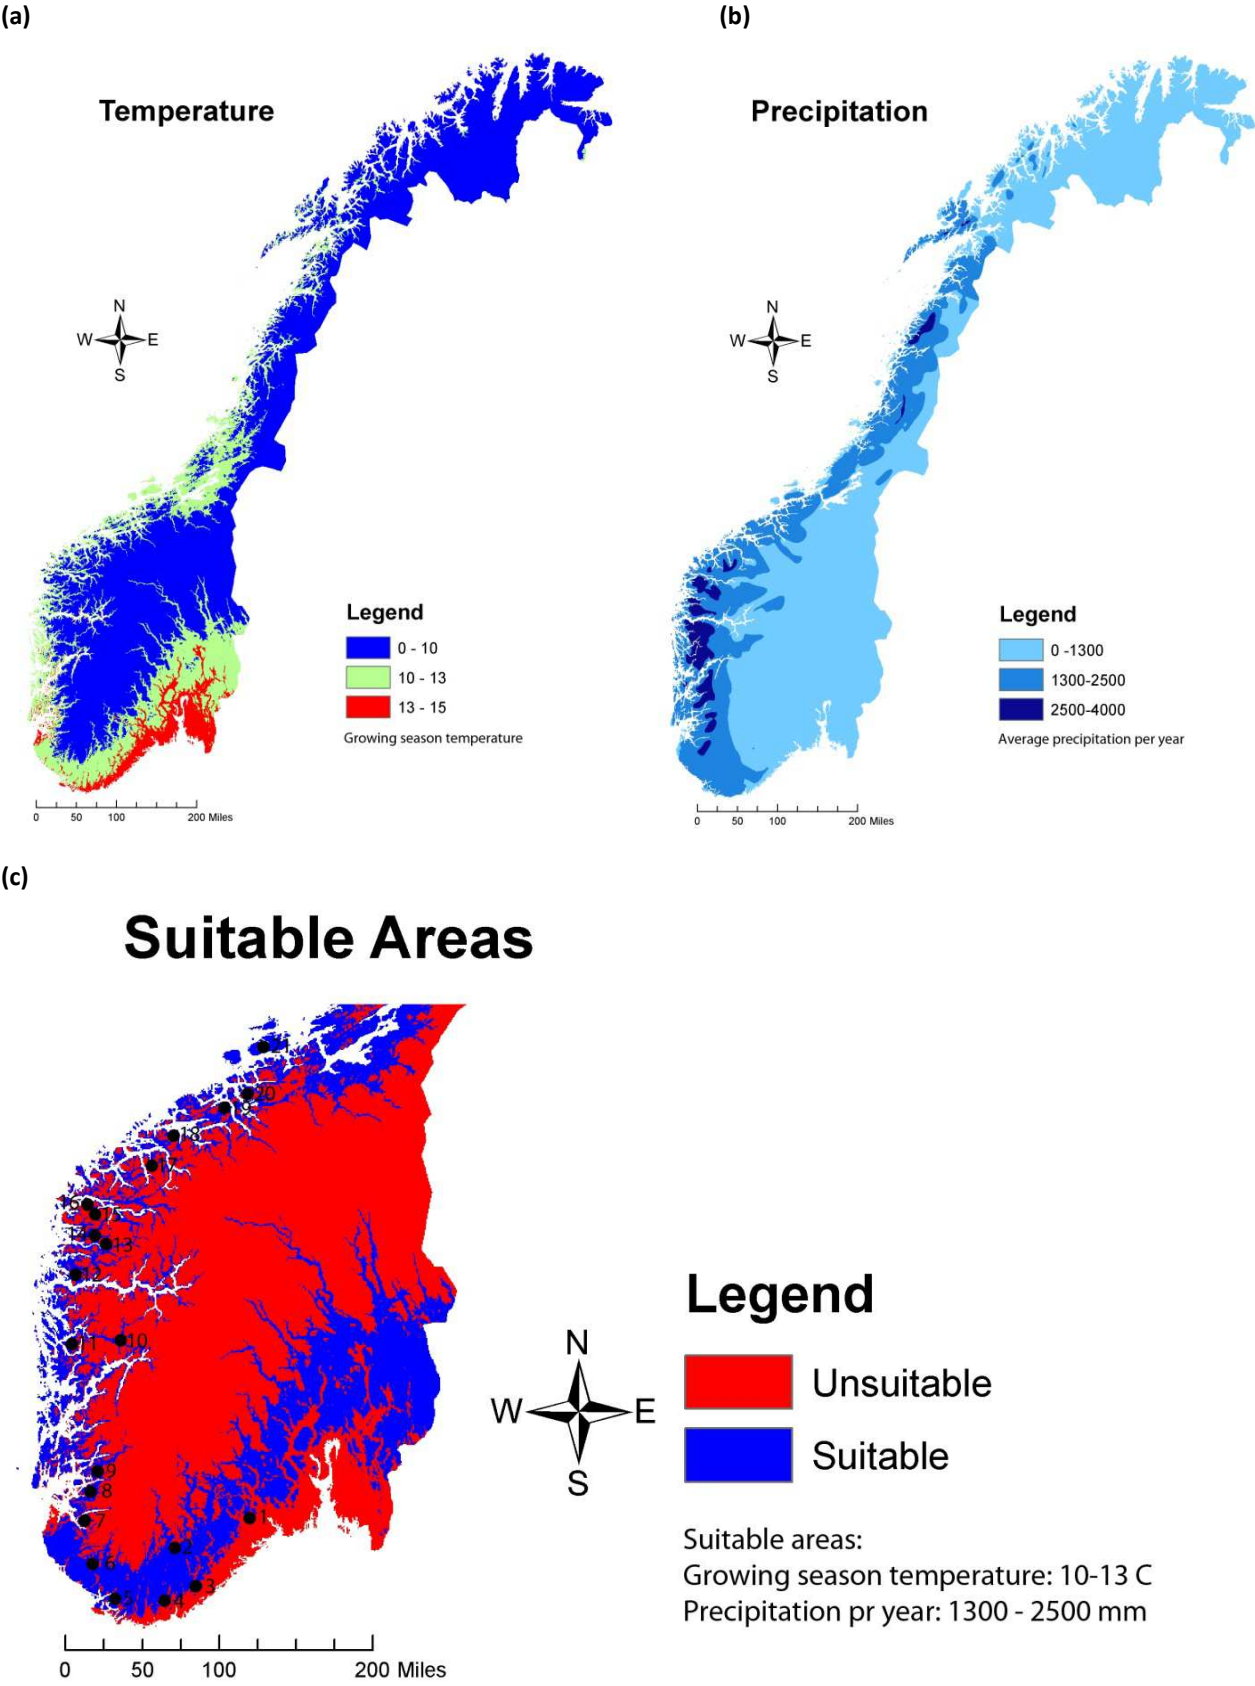 (a)
(b)
Temperature
Precipitation
N
W E
S
N
W E
S
Legend
0 - 10
10 - 13
13 - 15
Growing season temperature
Legend
0 -1300
1300-2500
2500-4000
Average precipitation per year
0 50 100 200 Miles
0 50 100 200 Miles
(c)
Suitable Areas
21
20
19
18
17
16
15
14
13
12
11
10
9
8
7
6
5
4
3
2
1
N
W E
S
Legend
Unsuitable
Suitable
Suitable areas:
Growing season temperature: 10-13 C
Precipitation pr year: 1300 - 2500 mm
0 50 100 200 Miles